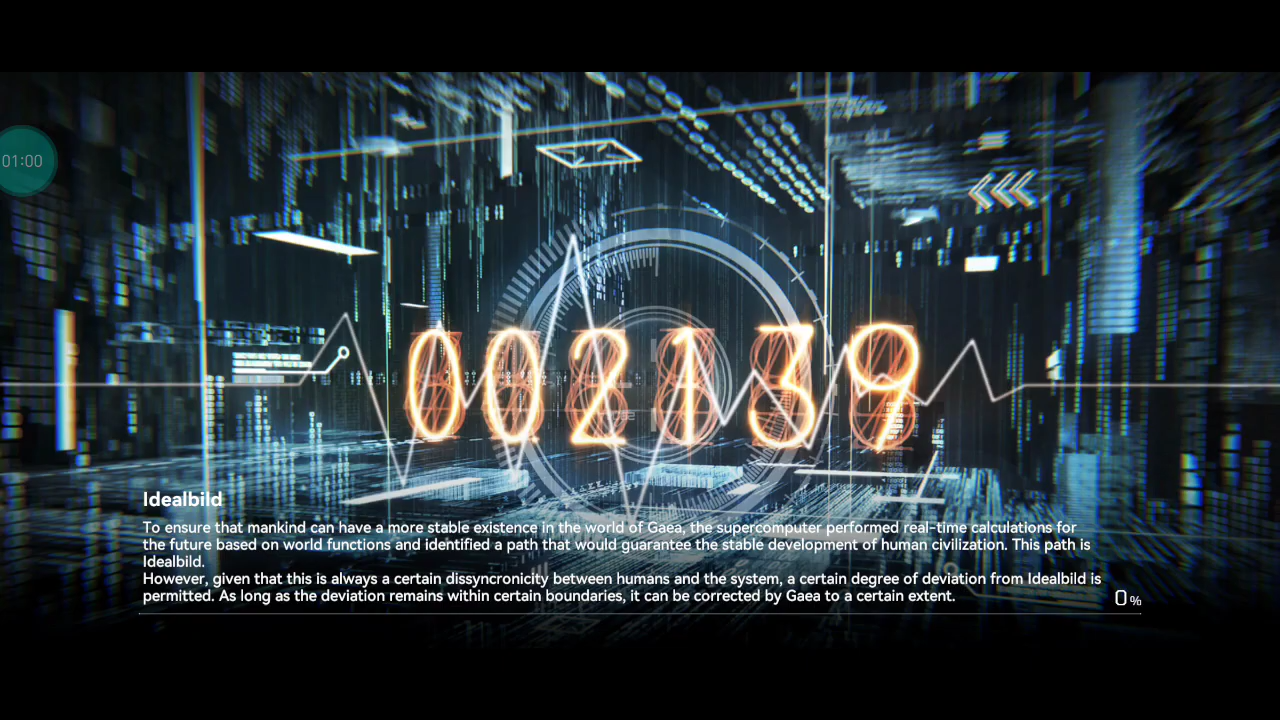 01:00
002139
Idealbild
To ensure that mankind can have a more stable existence in the world of Gaea, the supercomputer performed real-time calculations for
the future based on world functions and identified a path that would guarantee the stable development of human civilization. This path is
Idealbild.
However, given that this is always a certain dissyncronicity between humans and the system, a certain degree of deviation from Idealbild is
permitted. As long as the deviation remains within certain boundaries, it can be corrected by Gaea to a certain extent.
0%